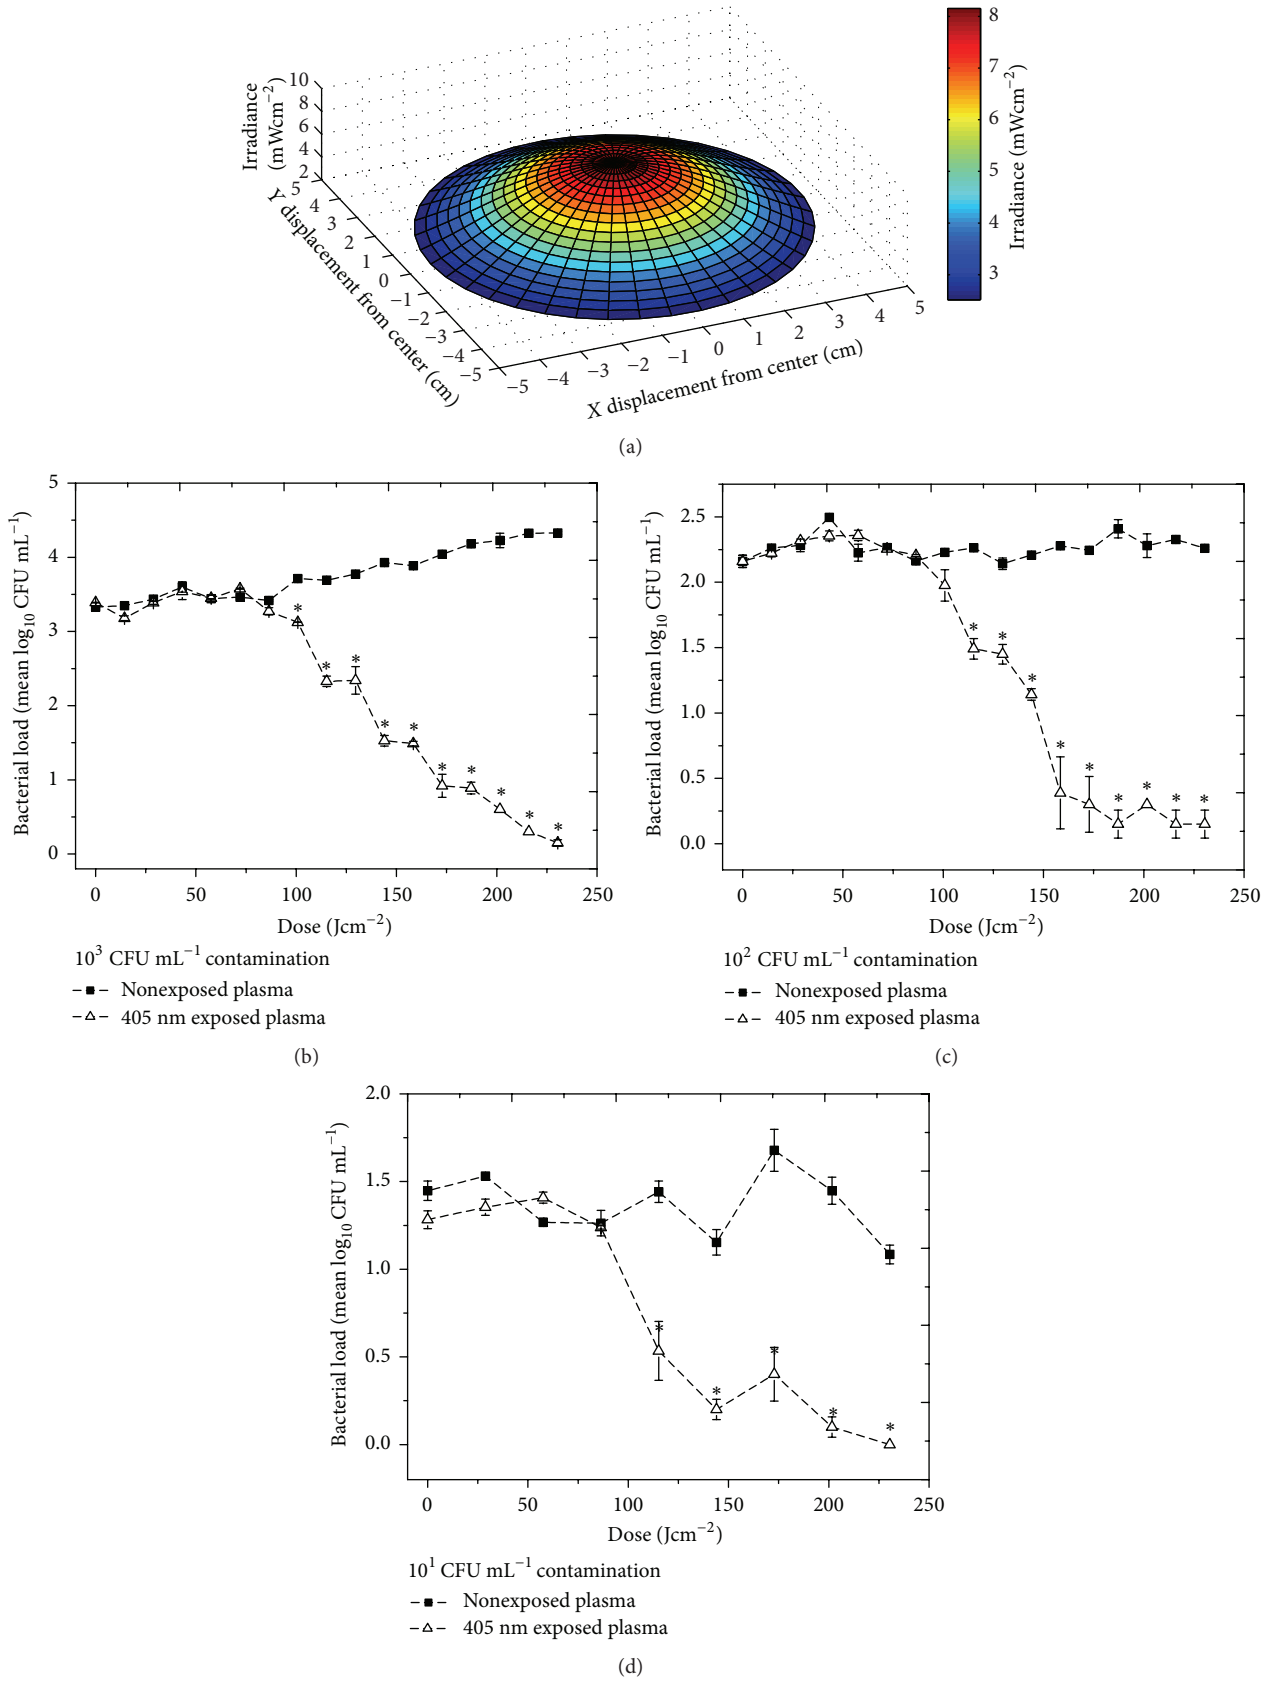 10
8
6
4
2
Irradiance
(mWcm−2)
5
4
3
2
1
0
−1
−2
−3
−4
−5
Y displacement from center (cm)
−5
−4
−3
−2
−1
0
1
2
3
4
5
X displacement from center (cm)
8
7
6
5
4
3
Irradiance (mWcm−2)
(a)
5
4
3
2
1
0
Bacterial load (mean log10 CFU mL−1)
* * * * * * * * * *
0 50 100 150 200 250
Dose (Jcm−2)
10^3 CFU mL−1 contamination
Nonexposed plasma
405 nm exposed plasma
(b)
2.5
2.0
1.5
1.0
0.5
0.0
Bacterial load (mean log10 CFU mL−1)
* * * * * * * * *
0 50 100 150 200 250
Dose (Jcm−2)
10^2 CFU mL−1 contamination
Nonexposed plasma
405 nm exposed plasma
(c)
2.0
1.5
1.0
0.5
0.0
Bacterial load (mean log10 CFU mL−1)
* * * * *
0 50 100 150 200 250
Dose (Jcm−2)
10^1 CFU mL−1 contamination
Nonexposed plasma
405 nm exposed plasma
(d)